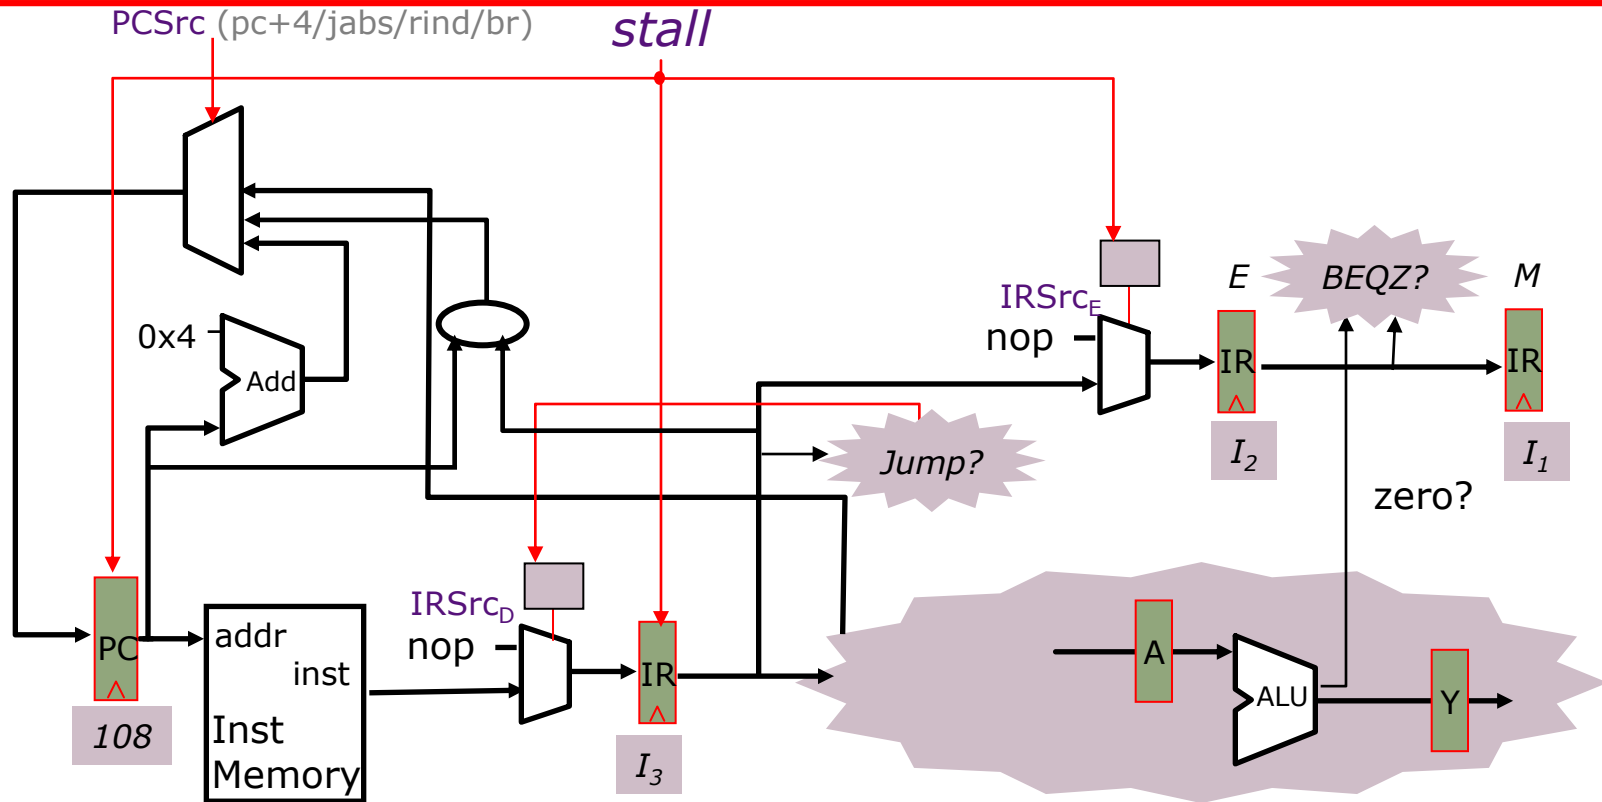 PCSrc (pc+4/jabs/rind/br)
stall
E
BEQZ?
M
IRSrcE
nop
0x4
Add
IR
IR
Jump?
I2
I1
zero?
IRSrcD
nop
PC
addr
inst
Inst
Memory
IR
A
ALU
Y
108
I3